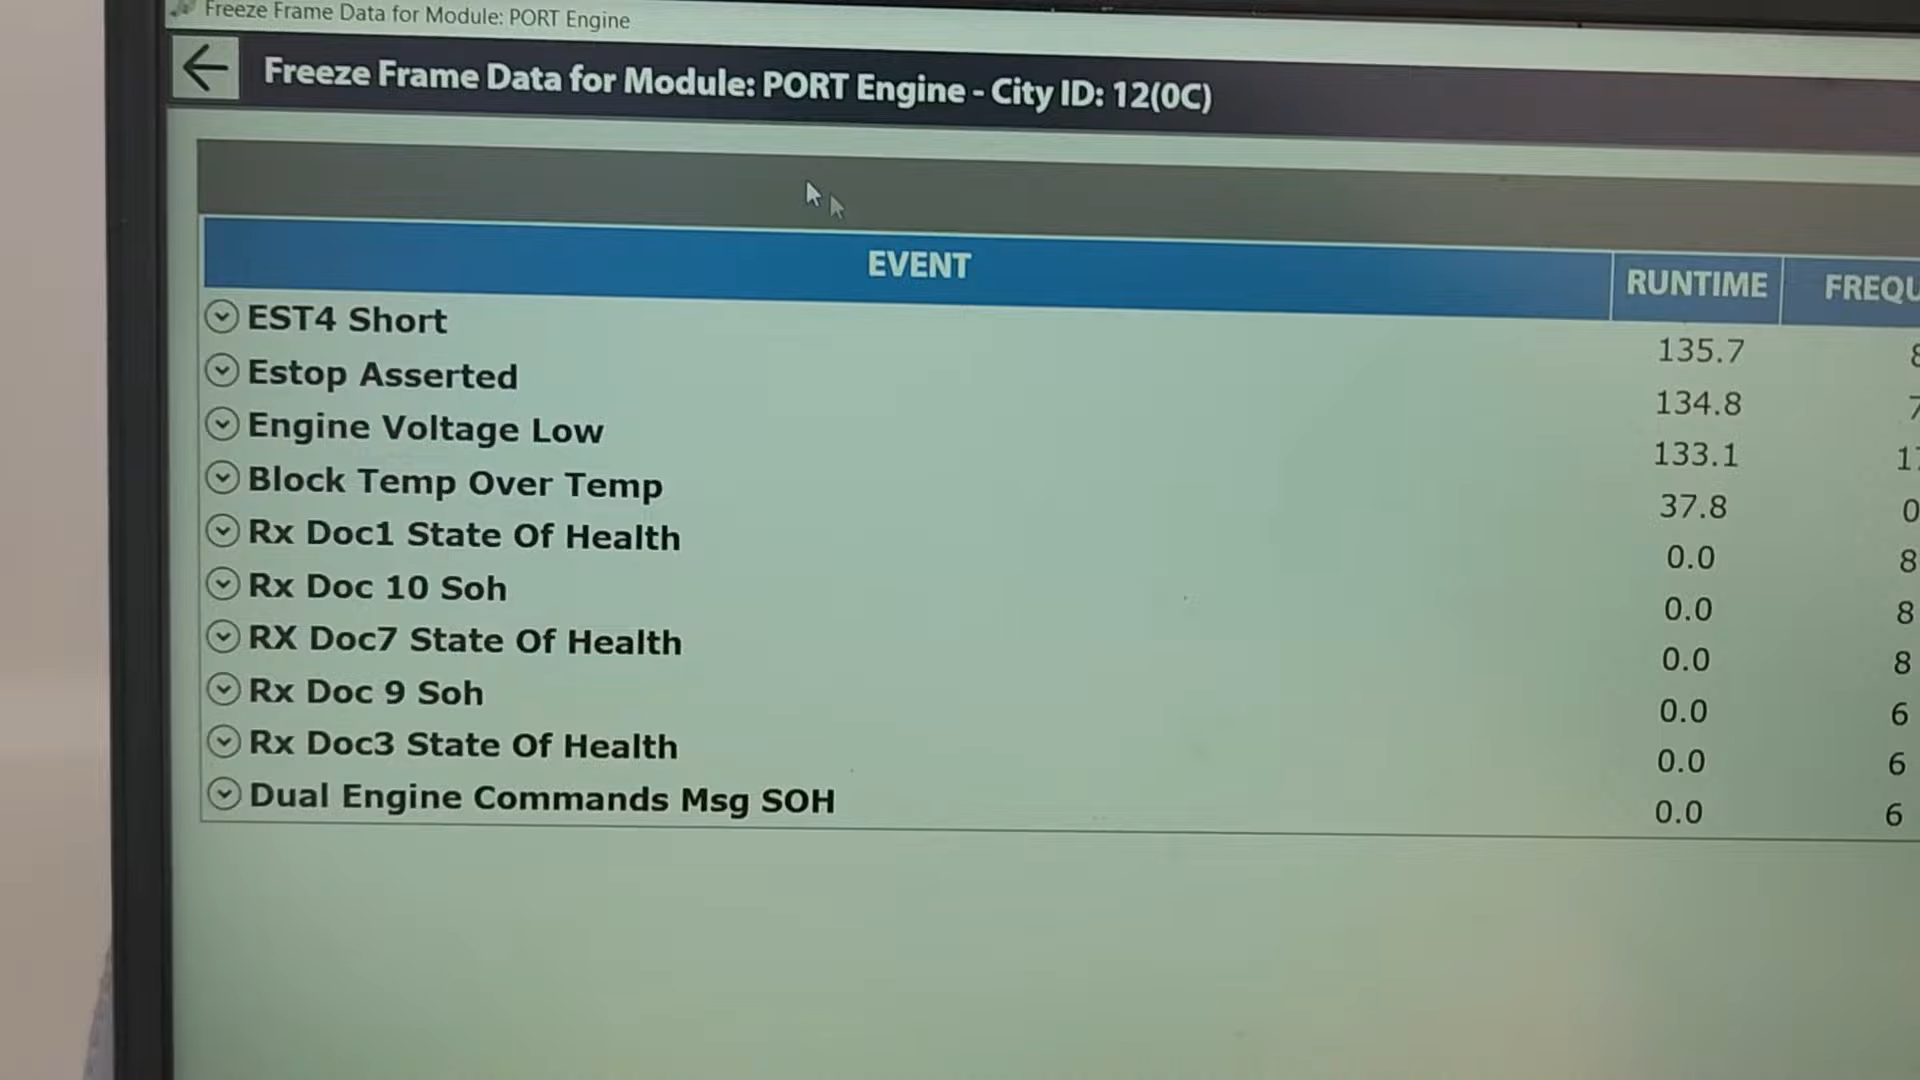 Freeze Frame Data for Module: PORT Engine
Freeze Frame Data for Module: PORT Engine - City ID: 12(0C)
EVENT RUNTIME FREQU
EST4 Short 135.7 8
Estop Asserted 134.8 7
Engine Voltage Low 133.1 1
Block Temp Over Temp 37.8 0
Rx Doc1 State Of Health 0.0 8
Rx Doc 10 Soh 0.0 8
RX Doc7 State Of Health 0.0 8
Rx Doc 9 Soh 0.0 6
Rx Doc3 State Of Health 0.0 6
Dual Engine Commands Msg SOH 0.0 6